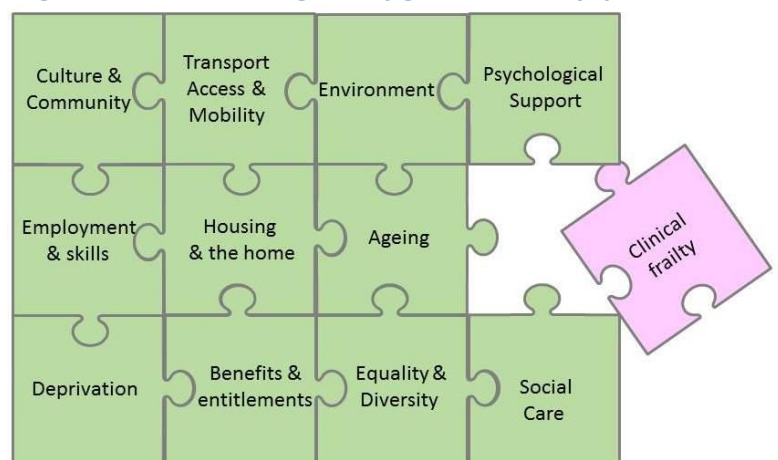 Culture &
Community
Transport
Access &
Mobility
Environment
Psychological
Support
Employment
& skills
Housing
& the home
Ageing
Clinical
frailty
Deprivation
Benefits &
entitlements
Equality &
Diversity
Social
Care